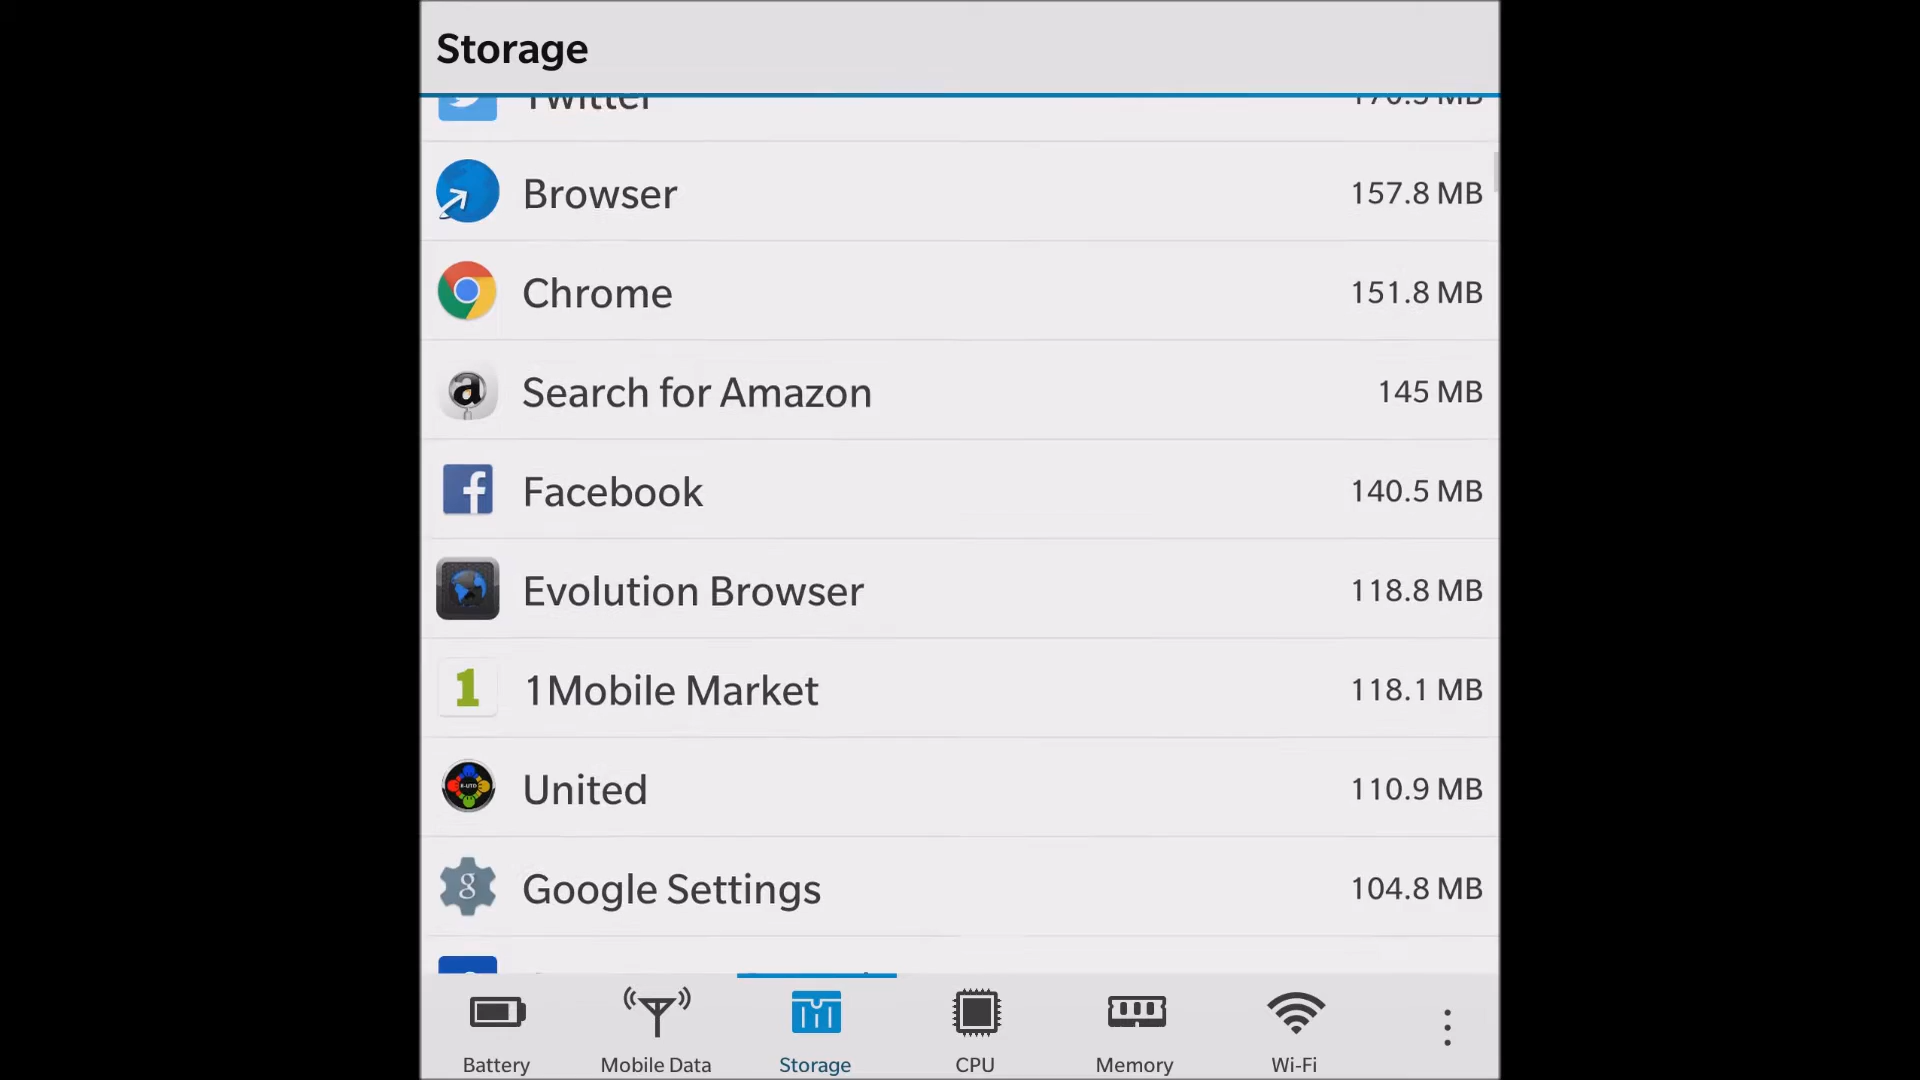 Storage
Twitter 170.5 MB
Browser 157.8 MB
Chrome 151.8 MB
a
Search for Amazon 145 MB
f
Facebook 140.5 MB
Evolution Browser 118.8 MB
1
1Mobile Market 118.1 MB
United 110.9 MB
g
Google Settings 104.8 MB
Battery Mobile Data Storage CPU Memory Wi-Fi